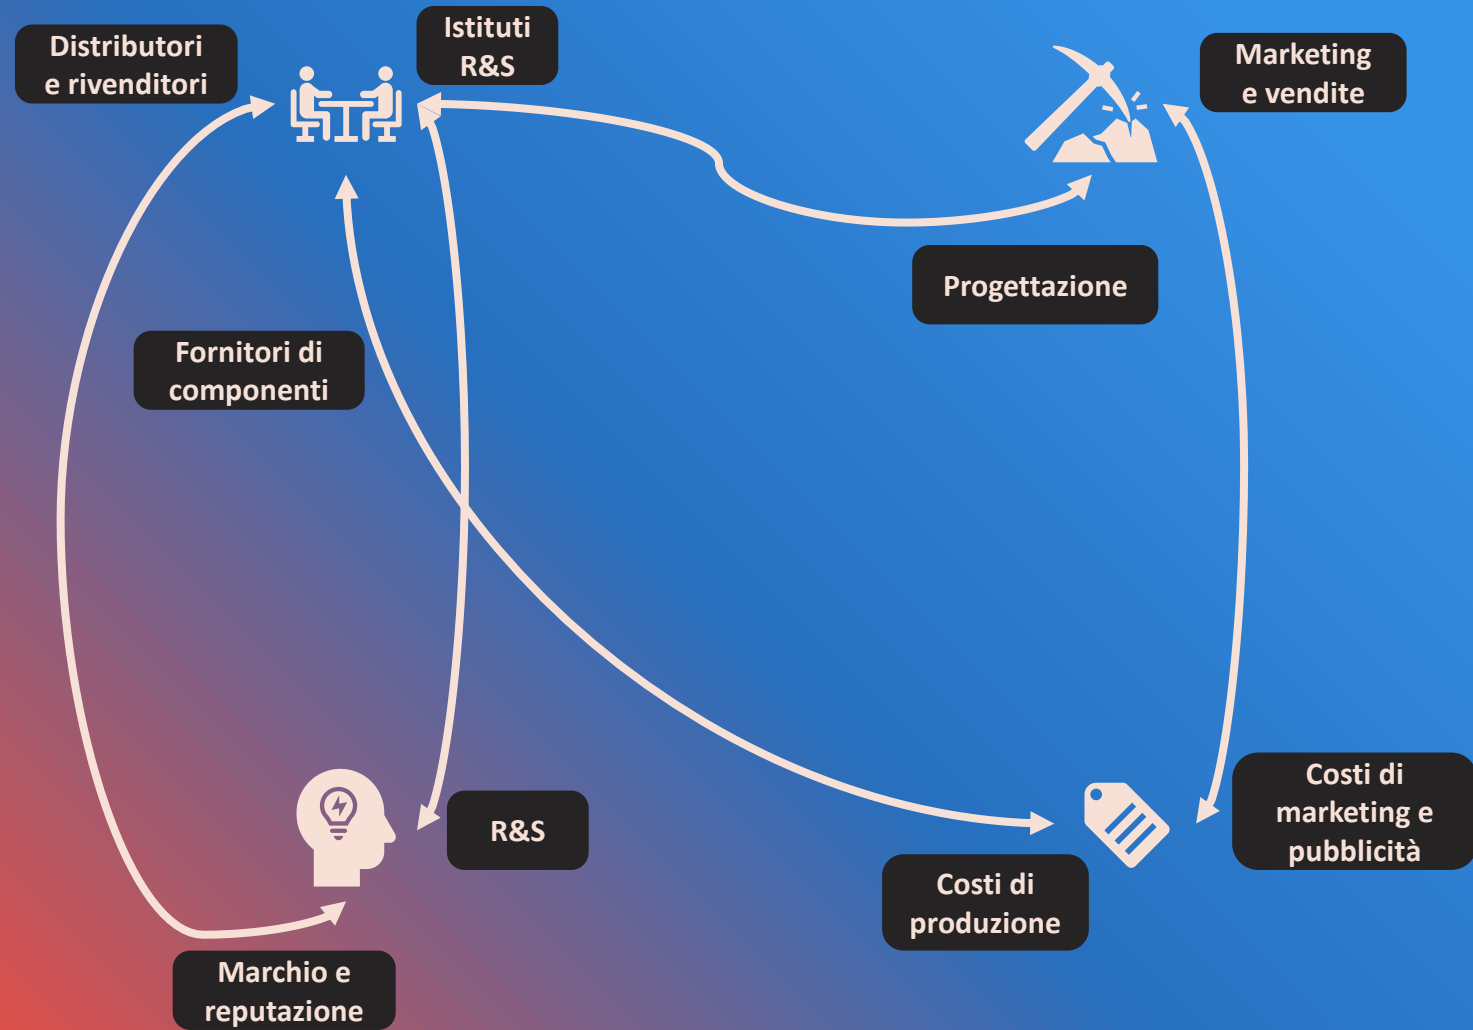 Distributori
e rivenditori
Istituti
R&S
Marketing
e vendite
Progettazione
Fornitori di
componenti
R&S
Costi di
marketing e
pubblicità
Costi di
produzione
Marchio e
reputazione